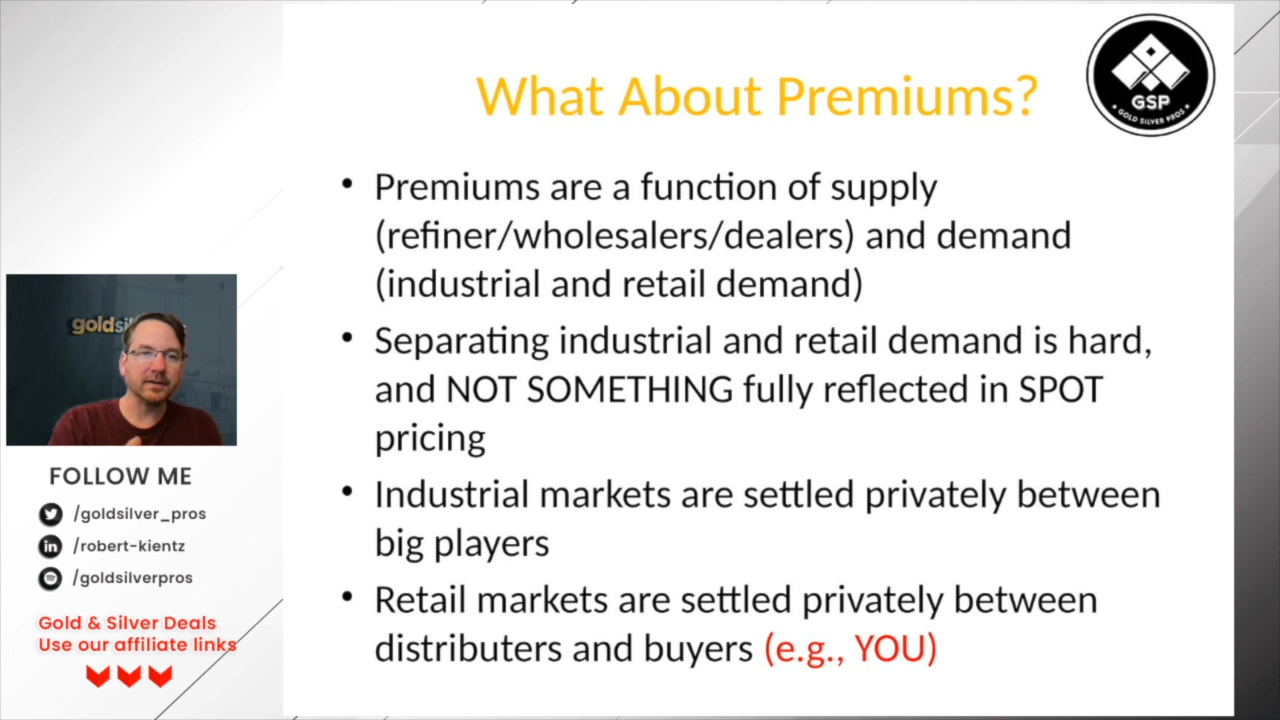 What About Premiums?
GSP
GOLD SILVER PROS
• Premiums are a function of supply
(refiner/wholesalers/dealers) and demand
(industrial and retail demand)
• Separating industrial and retail demand is hard,
and NOT SOMETHING fully reflected in SPOT
pricing
• Industrial markets are settled privately between
big players
• Retail markets are settled privately between
distributers and buyers (e.g., YOU)
FOLLOW ME
/goldsilver_pros
/robert-kientz
/goldsilverpros
Gold & Silver Deals
Use our affiliate links